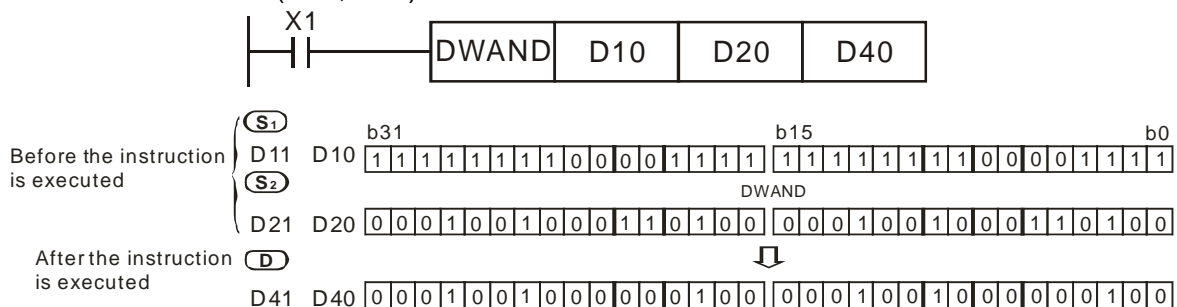 X1
DWAND D10 D20 D40
S1
b31 b15 b0
Before the instruction is executed
D11 D10 1 1 1 1 1 1 1 1 0 0 0 0 1 1 1 1 1 1 1 1 1 1 1 1 0 0 0 0 1 1 1 1
S2
DWAND
D21 D20 0 0 0 1 0 0 1 0 0 0 1 1 0 1 0 0 0 0 0 1 0 0 1 0 0 0 1 1 0 1 0 0
After the instruction is executed
D
D41 D40 0 0 0 1 0 0 1 0 0 0 0 0 0 1 0 0 0 0 0 1 0 0 1 0 0 0 0 0 0 1 0 0